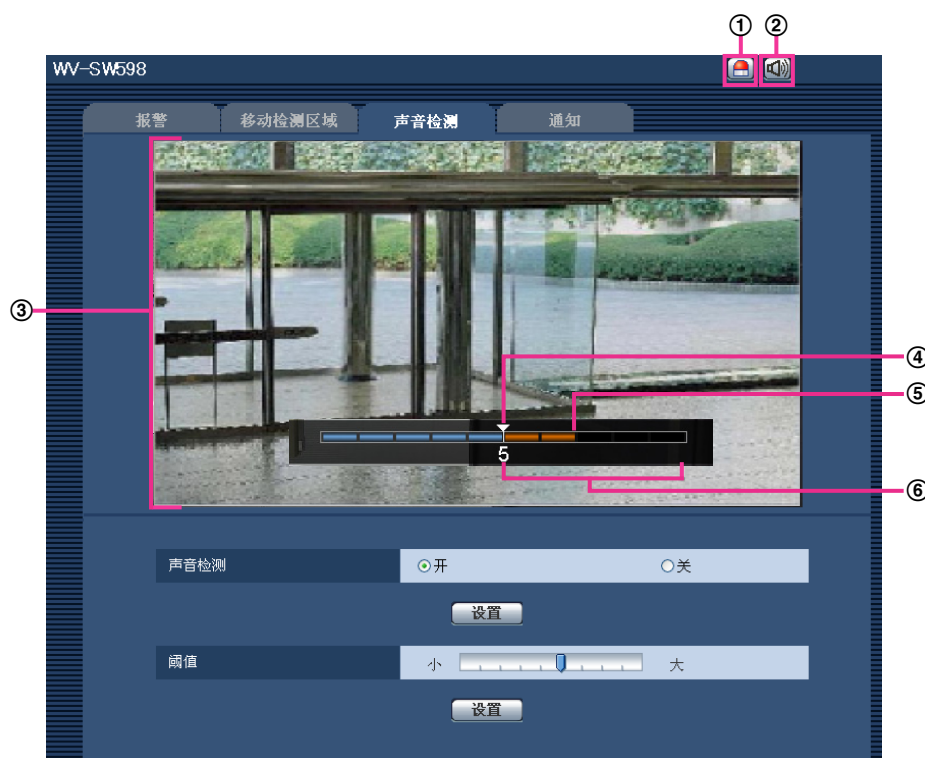 ① ②
WV-SW598
报警 移动检测区域 声音检测 通知
③
④
⑤
5
⑥
声音检测 开 关
设置
阈值 小 大
设置